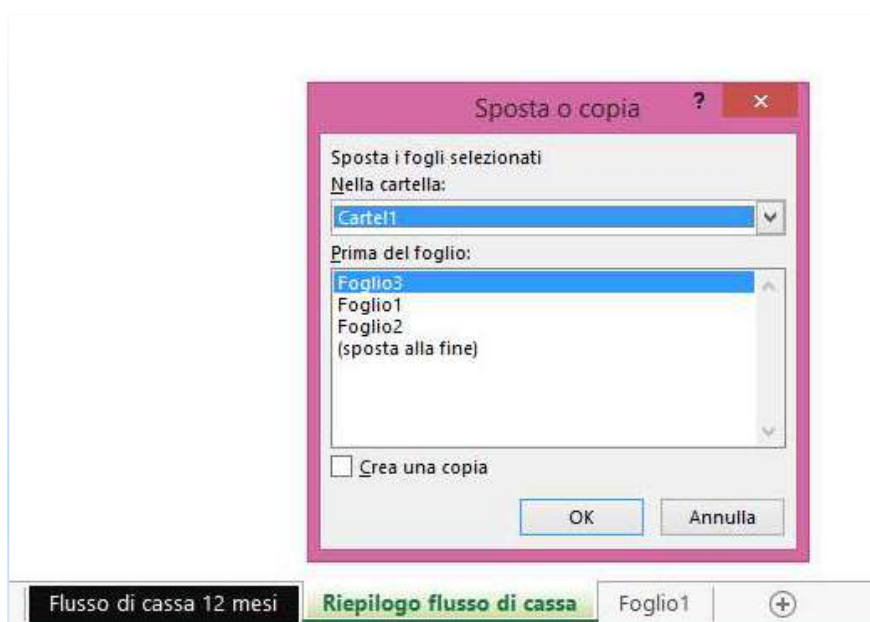 Sposta o copia ? ×
Sposta i fogli selezionati
Nella cartella:
Cartel1
Prima del foglio:
Foglio3
Foglio1
Foglio2
(sposta alla fine)
Crea una copia
OK Annulla
Flusso di cassa 12 mesi Riepilogo flusso di cassa Foglio1